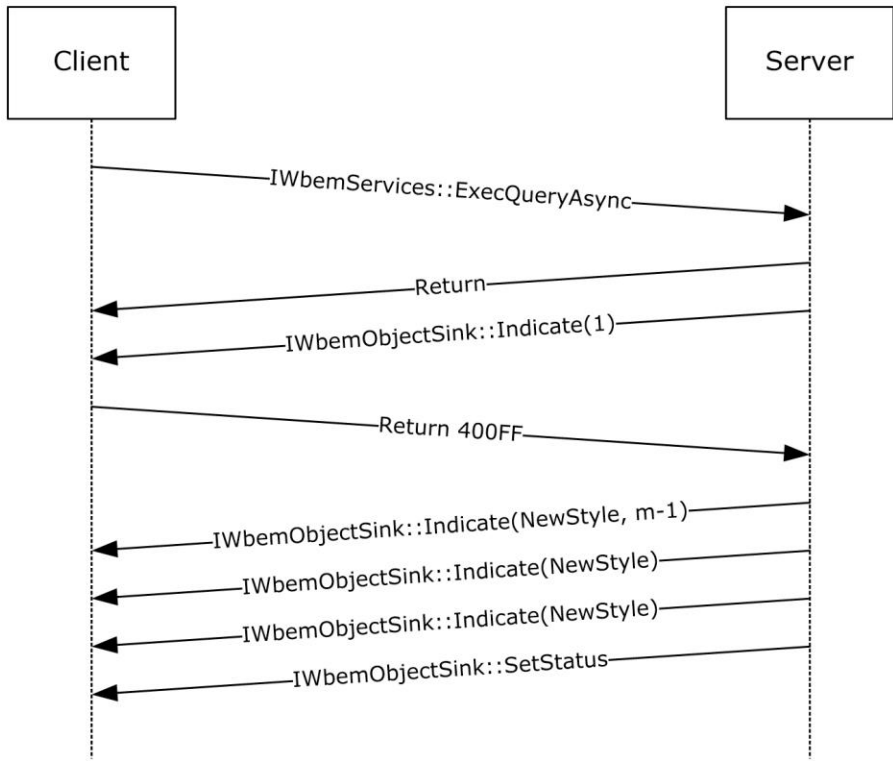 Client
Server
IWbemServices::ExecQueryAsync
Return
IWbemObjectSink::Indicate(1)
Return 400FF
IWbemObjectSink::Indicate(NewStyle, m-1)
IWbemObjectSink::Indicate(NewStyle)
IWbemObjectSink::Indicate(NewStyle)
IWbemObjectSink::SetStatus